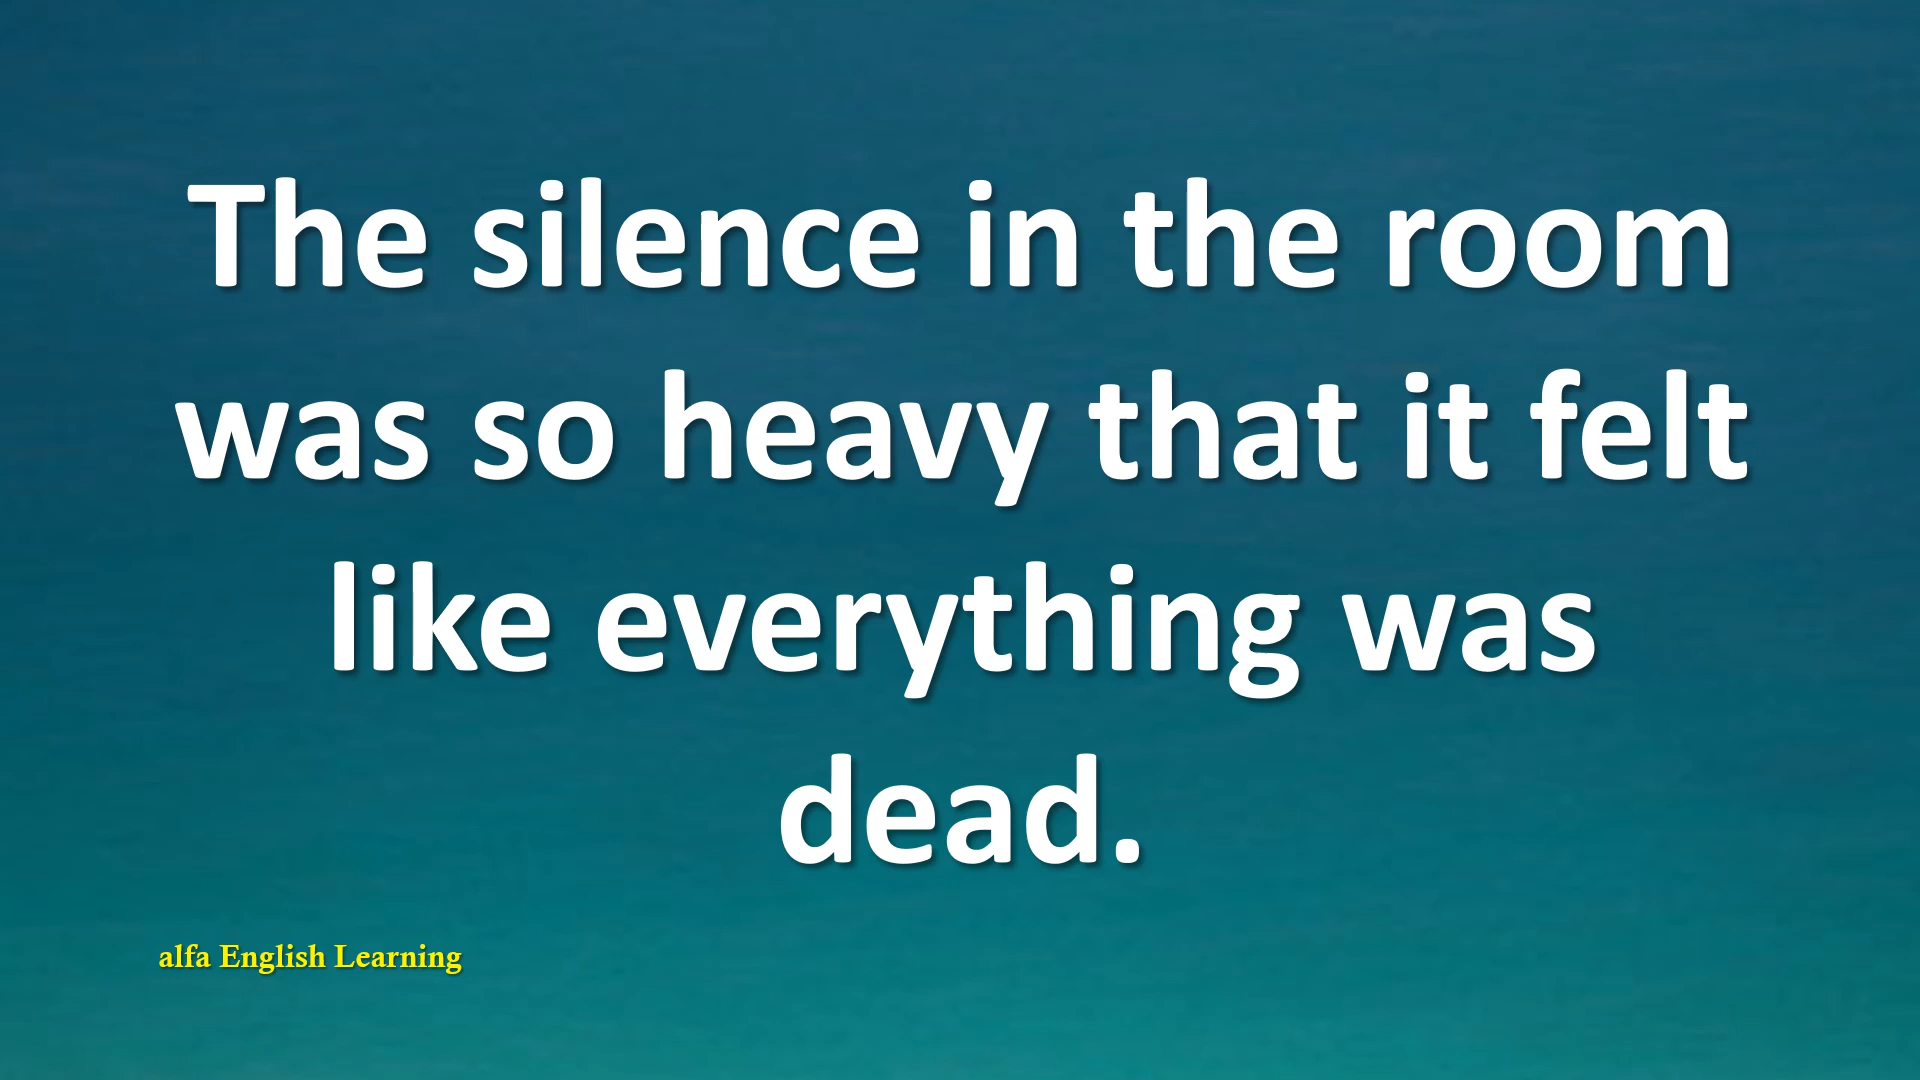 The silence in the room
was so heavy that it felt
like everything was
dead.
alfa English Learning